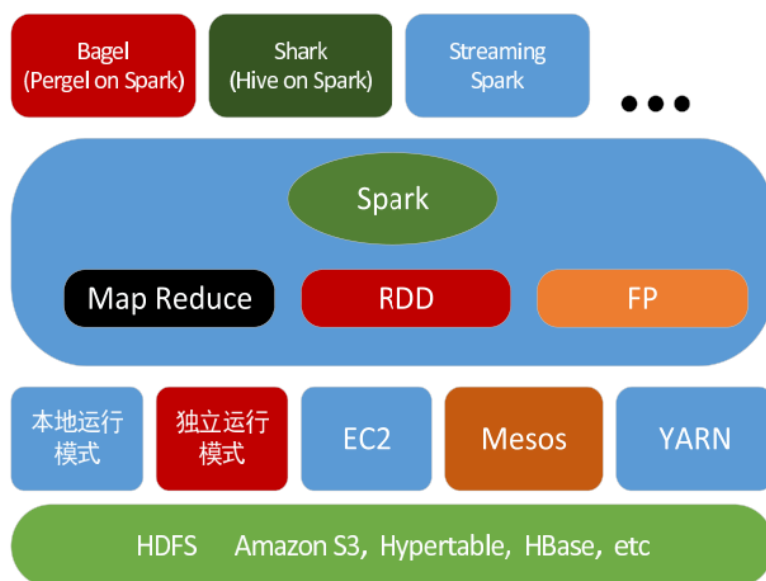 Bagel
(Pergel on Spark)
Shark
(Hive on Spark)
Streaming
Spark
•••
Spark
Map Reduce
RDD
FP
本地运行
模式
独立运行
模式
EC2
Mesos
YARN
HDFS Amazon S3, Hypertable, HBase, etc